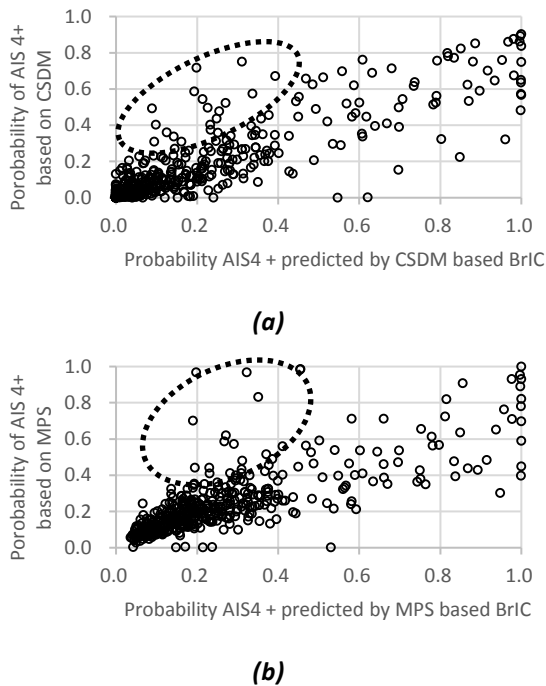 Porobability of AIS 4+
based on CSDM
1.0
0.8
0.6
0.4
0.2
0.0
0.0 0.2 0.4 0.6 0.8 1.0
Probability AIS4 + predicted by CSDM based BrIC
(a)
Porobability of AIS 4+
based on MPS
1.0
0.8
0.6
0.4
0.2
0.0
0.0 0.2 0.4 0.6 0.8 1.0
Probability AIS4 + predicted by MPS based BrIC
(b)